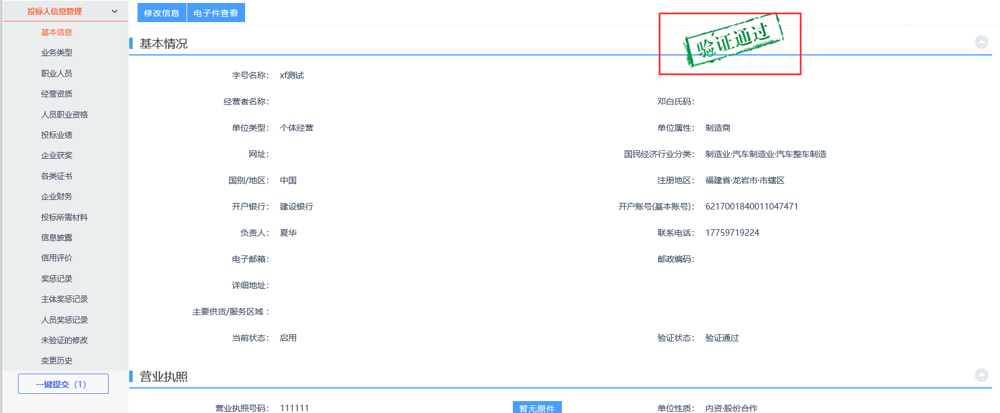 投标人信息管理
基本信息
业务类型
职业人员
经营资质
人员职业资格
投标业绩
企业获奖
各类证书
企业财务
投标所需材料
信息披露
信用评价
奖惩记录
主体奖惩记录
人员奖惩记录
未验证的修改
变更历史
一键提交（1）
修改信息 电子件查看
基本情况
验证通过
字号名称： xf测试
经营者名称： 邓白氏码：
单位类型： 个体经营 单位属性： 制造商
网址： 国民经济行业分类： 制造业·汽车制造业·汽车整车制造
国别/地区： 中国 注册地区： 福建省·龙岩市·市辖区
开户银行： 建设银行 开户账号(基本账号)： 6217001840011047471
负责人： 夏华 联系电话： 17759719224
电子邮箱： 邮政编码：
详细地址：
主要供货/服务区域：
当前状态： 启用 验证状态： 验证通过
营业执照
营业执照号码： 111111 暂无原件 单位性质： 内资·股份合作